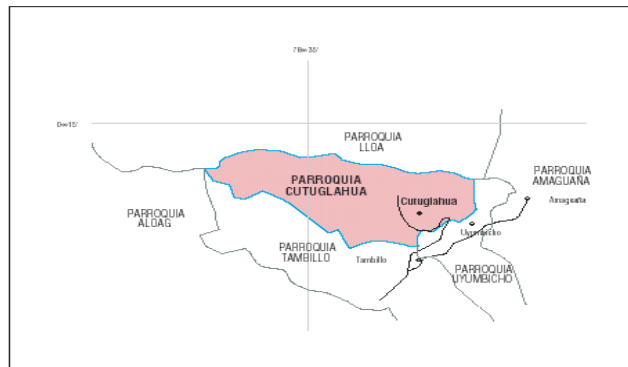 78w35'
0w15'
PARROQUIA
LLOA
PARROQUIA
AMAGUAÑA
PARROQUIA
CUTUGLAHUA
Cutuglahua
Amaguaña
PARROQUIA
ALOAG
Uyumbicho
PARROQUIA
TAMBILLO
Tambillo
PARROQUIA
UYUMBICHO